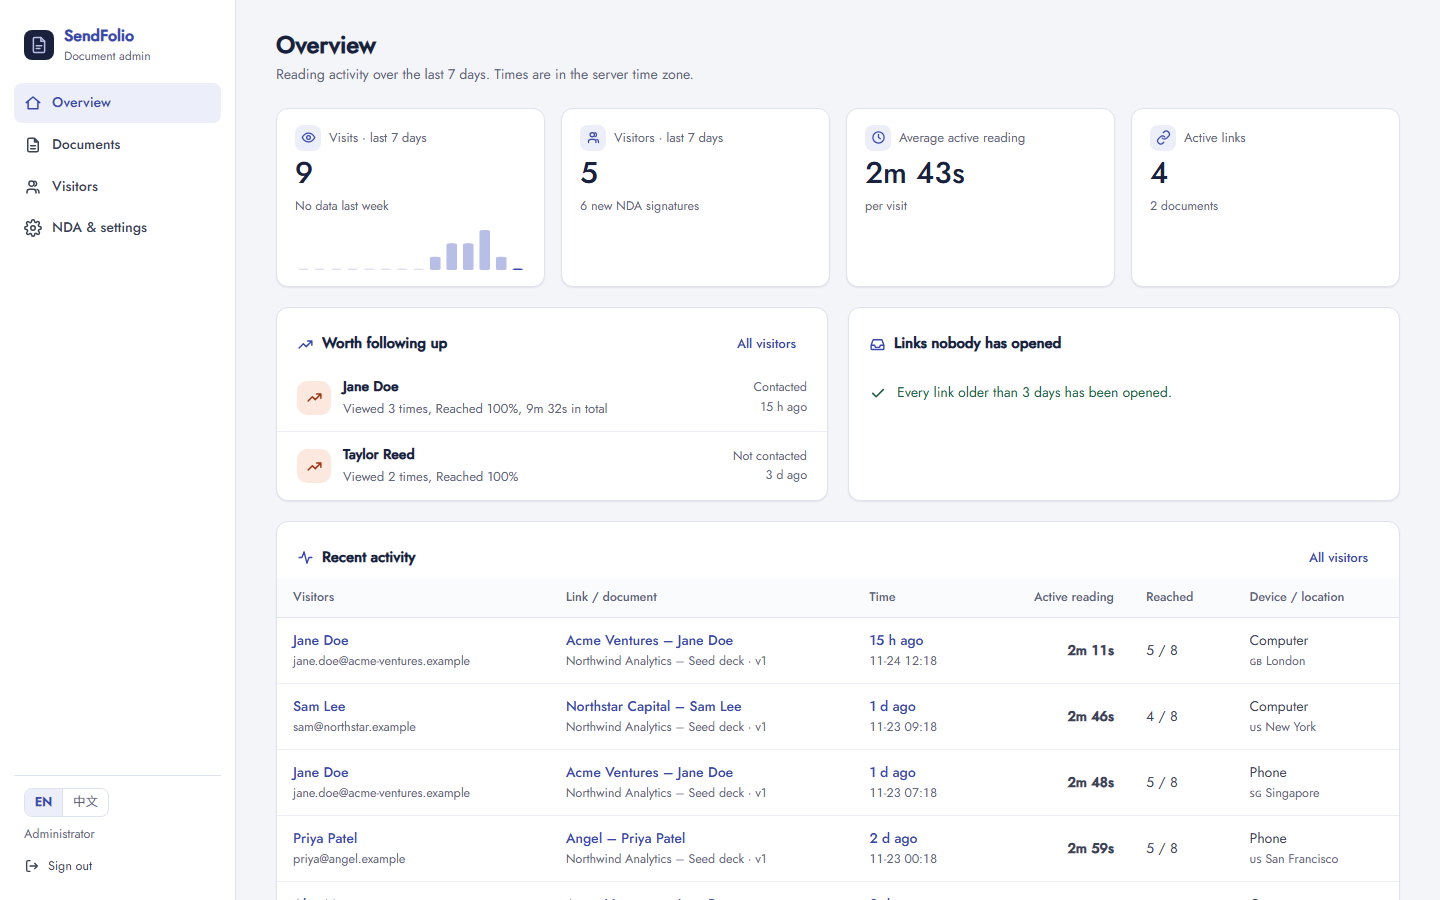 SendFolio
Document admin
Overview
Documents
Visitors
NDA & settings
EN 中文
Administrator
Sign out
Overview
Reading activity over the last 7 days. Times are in the server time zone.
Visits · last 7 days
9
No data last week
Visitors · last 7 days
5
6 new NDA signatures
Average active reading
2m 43s
per visit
Active links
4
2 documents
Worth following up
All visitors
Jane Doe
Viewed 3 times, Reached 100%, 9m 32s in total
Contacted
15 h ago
Taylor Reed
Viewed 2 times, Reached 100%
Not contacted
3 d ago
Links nobody has opened
Every link older than 3 days has been opened.
Recent activity
All visitors
Visitors Link / document Time Active reading Reached Device / location
Jane Doe Acme Ventures – Jane Doe 15 h ago 2m 11s 5 / 8 Computer
jane.doe@acme-ventures.example Northwind Analytics – Seed deck · v1 11-24 12:18 GB London
Sam Lee Northstar Capital – Sam Lee 1 d ago 2m 46s 4 / 8 Computer
sam@northstar.example Northwind Analytics – Seed deck · v1 11-23 09:18 US New York
Jane Doe Acme Ventures – Jane Doe 1 d ago 2m 48s 5 / 8 Phone
jane.doe@acme-ventures.example Northwind Analytics – Seed deck · v1 11-23 07:18 SG Singapore
Priya Patel Angel – Priya Patel 2 d ago 2m 59s 5 / 8 Phone
priya@angel.example Northwind Analytics – Seed deck · v1 11-23 00:18 US San Francisco